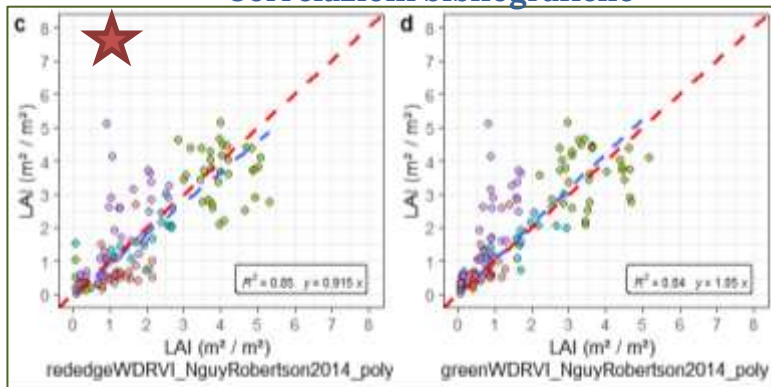 correlazioni bibliografiche
c
8
7
6
5
4
3
2
1
0
LAI (m² / m²)
R² = 0.85 y = 0.915 x
0 1 2 3 4 5 6 7 8
LAI (m² / m²)
rededgeWDRVI_NguyRobertson2014_poly
d
8
7
6
5
4
3
2
1
0
LAI (m² / m²)
R² = 0.84 y = 1.05 x
0 1 2 3 4 5 6 7 8
LAI (m² / m²)
greenWDRVI_NguyRobertson2014_poly